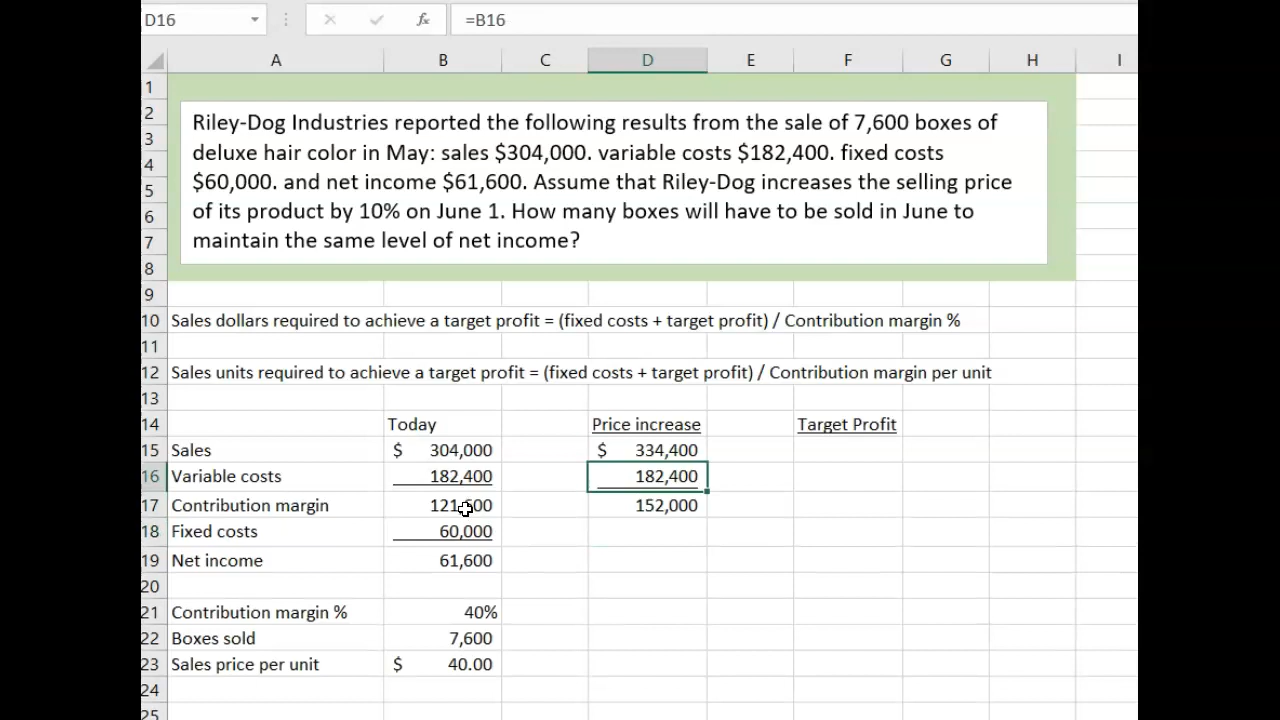 D16 fx =B16
A B C D E F G H I
1
2
3
4
5
6
7
8
Riley-Dog Industries reported the following results from the sale of 7,600 boxes of
deluxe hair color in May: sales $304,000. variable costs $182,400. fixed costs
$60,000. and net income $61,600. Assume that Riley-Dog increases the selling price
of its product by 10% on June 1. How many boxes will have to be sold in June to
maintain the same level of net income?
9
10 Sales dollars required to achieve a target profit = (fixed costs + target profit) / Contribution margin %
11
12 Sales units required to achieve a target profit = (fixed costs + target profit) / Contribution margin per unit
13
14 Today Price increase Target Profit
15 Sales $ 304,000 $ 334,400
16 Variable costs 182,400 182,400
17 Contribution margin 121,600 152,000
18 Fixed costs 60,000
19 Net income 61,600
20
21 Contribution margin % 40%
22 Boxes sold 7,600
23 Sales price per unit $ 40.00
24
25